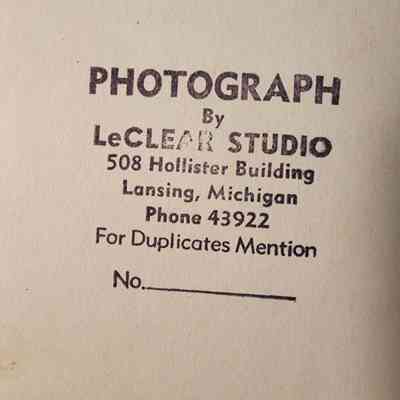 PHOTOGRAPH
By
LeCLEAR STUDIO
508 Hollister Building
Lansing, Michigan
Phone 43922
For Duplicates Mention
No.